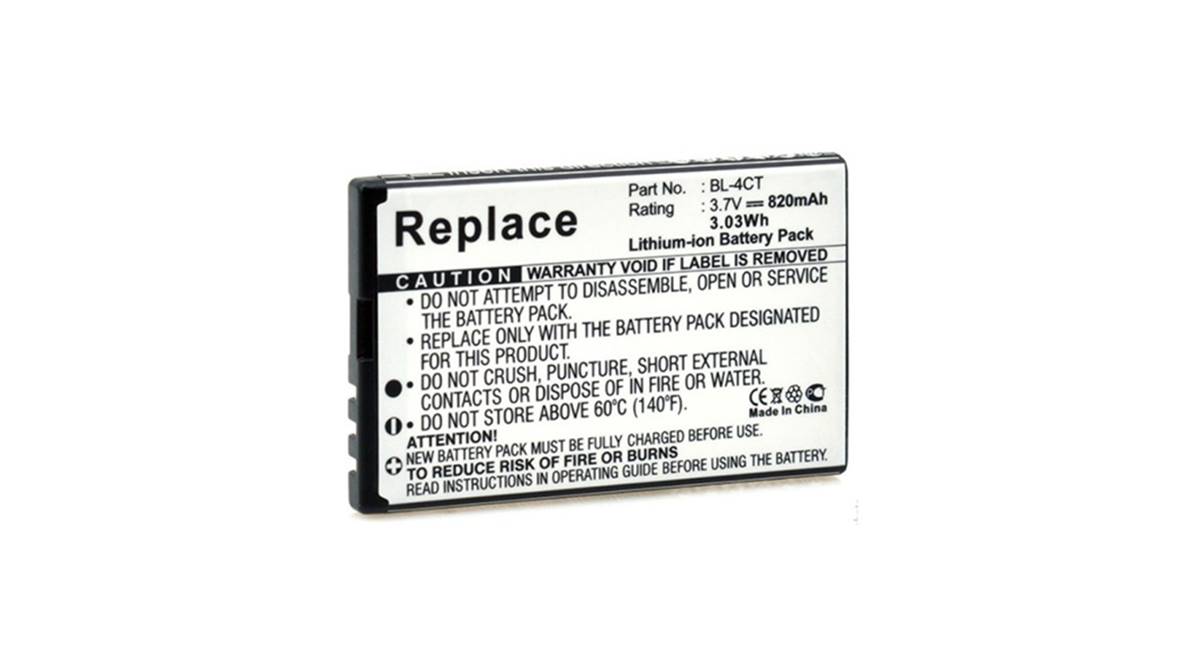 Insert this direction
Replace
Part No. : BL-4CT
Rating : 3.7V 820mAh
3.03Wh
Lithium-ion Battery Pack
CAUTION WARRANTY VOID IF LABEL IS REMOVED
• DO NOT ATTEMPT TO DISASSEMBLE, OPEN OR SERVICE
THE BATTERY PACK.
• REPLACE ONLY WITH THE BATTERY PACK DESIGNATED
FOR THIS PRODUCT.
• DO NOT CRUSH, PUNCTURE, SHORT EXTERNAL
CONTACTS OR DISPOSE OF IN FIRE OR WATER.
• DO NOT STORE ABOVE 60°C (140°F).
CE
Made In China
ATTENTION!
NEW BATTERY PACK MUST BE FULLY CHARGED BEFORE USE.
TO REDUCE RISK OF FIRE OR BURNS
READ INSTRUCTIONS IN OPERATING GUIDE BEFORE USING THE BATTERY.